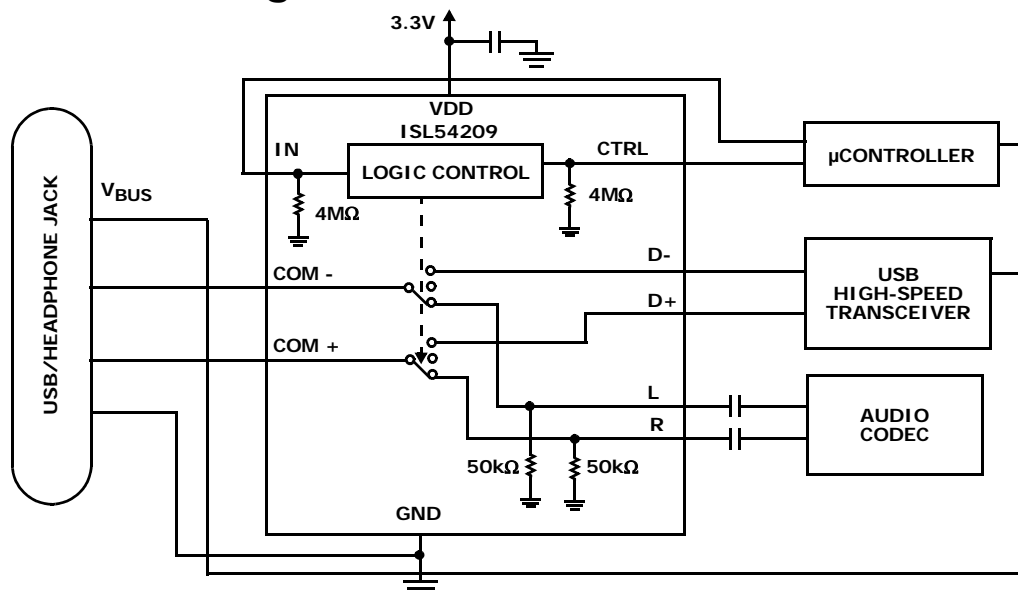 3.3V
VDD
ISL54209
IN
LOGIC CONTROL
CTRL
µCONTROLLER
4MΩ
4MΩ
VBUS
USB/HEADPHONE JACK
COM -
COM +
D-
D+
USB
HIGH-SPEED
TRANSCEIVER
L
R
AUDIO
CODEC
50kΩ
50kΩ
GND